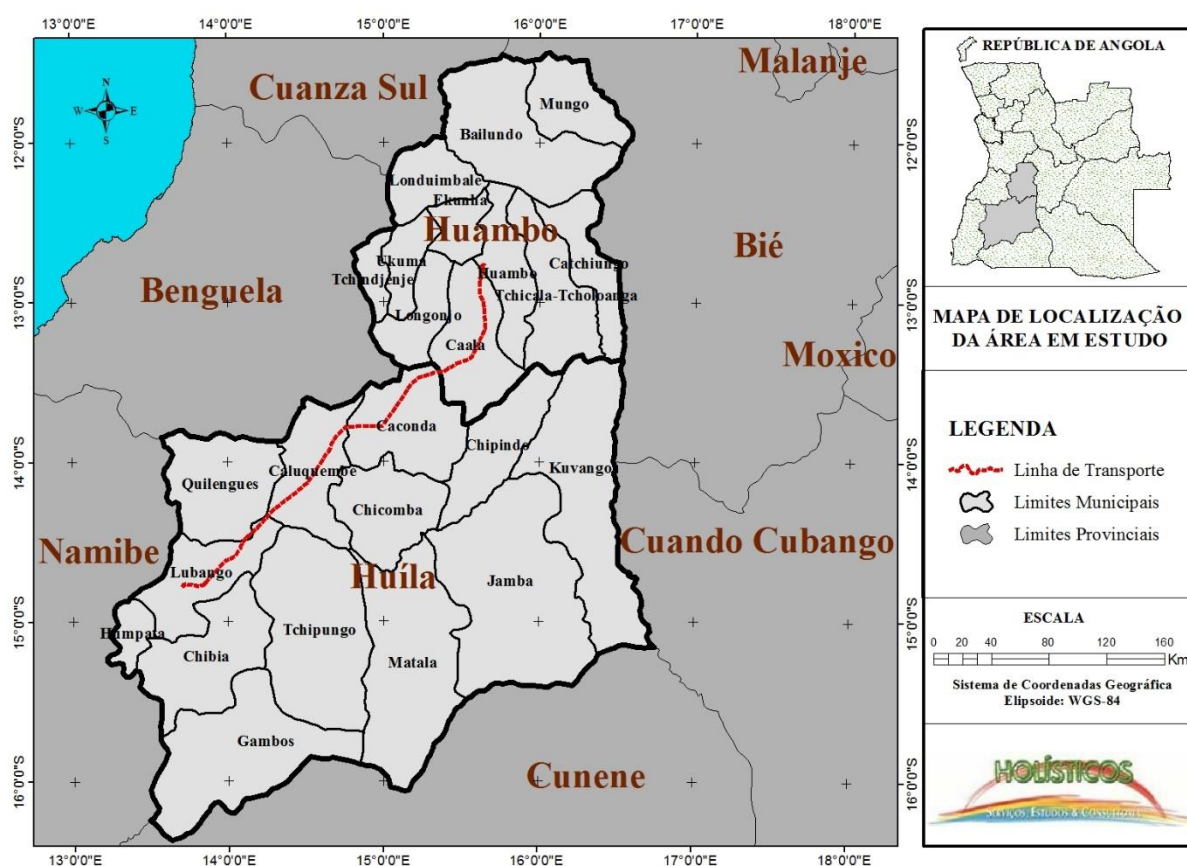 13°0'0"E
14°0'0"E
15°0'0"E
16°0'0"E
17°0'0"E
18°0'0"E
Malanje
Cuanza Sul
N
W
E
S
Mungo
Bailundo
12°0'0"S
12°0'0"S
Londuimbale
Ekunha
Huambo
Bié
Ukuma
Huambo
Catchiungo
Tchindjenje
Benguela
Tchicala-Tcholoanga
13°0'0"S
13°0'0"S
Longonjo
Caala
Moxico
Caconda
Chipindo
14°0'0"S
14°0'0"S
Caluquembe
Kuvango
Quilengues
Chicomba
Namibe
Cuando Cubango
Lubango
Huíla
Jamba
15°0'0"S
15°0'0"S
Humpata
Tchipungo
Chibia
Matala
Gambos
Cunene
16°0'0"S
16°0'0"S
13°0'0"E
14°0'0"E
15°0'0"E
16°0'0"E
17°0'0"E
18°0'0"E
REPÚBLICA DE ANGOLA
MAPA DE LOCALIZAÇÃO
DA ÁREA EM ESTUDO
LEGENDA
Linha de Transporte
Limites Municipais
Limites Provinciais
ESCALA
0 20 40 80 120 160
Km
Sistema de Coordenadas Geográfica
Elipsoide: WGS-84
HOLÍSTICOS
SERVIÇOS, ESTUDOS & CONSULTORIA